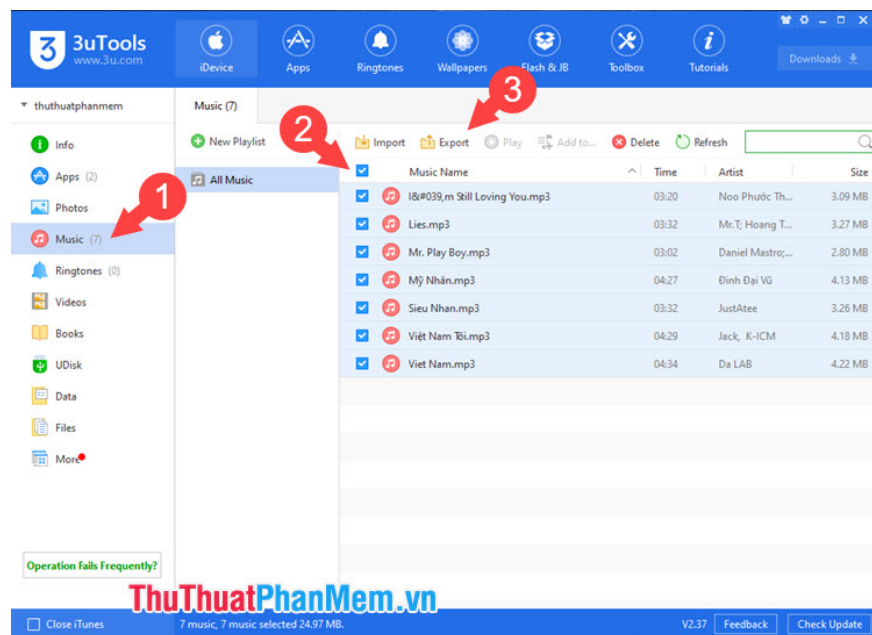 3uTools
www.3u.com
iDevice
Apps
Ringtones
Wallpapers
Flash & JB
Toolbox
Tutorials
Downloads
thuthuatphanmem
Music (7)
Info
Apps (2)
Photos
Music (7)
Ringtones (0)
Videos
Books
UDisk
Data
Files
More
Operation Fails Frequently?
1
2
3
New Playlist
Import Export Play Add to... Delete Refresh
All Music
Music Name Time Artist Size
I&#039,m Still Loving You.mp3 03:20 Noo Phước Th... 3.09 MB
Lies.mp3 03:32 Mr.T; Hoang T... 3.27 MB
Mr. Play Boy.mp3 03:02 Daniel Mastro;... 2.80 MB
Mỹ Nhân.mp3 04:27 Đinh Đại Vũ 4.13 MB
Sieu Nhan.mp3 03:32 JustAtee 3.26 MB
Việt Nam Tôi.mp3 04:29 Jack, K-ICM 4.18 MB
Viet Nam.mp3 04:34 Da LAB 4.22 MB
ThuThuatPhanMem.vn
Close iTunes
7 music, 7 music selected 24.97 MB.
V2.37 Feedback Check Update